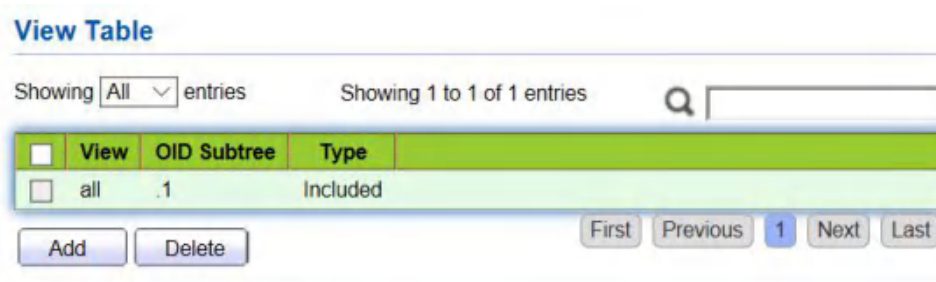 View Table
Showing All entries Showing 1 to 1 of 1 entries
View OID Subtree Type
all .1 Included
First Previous 1 Next Last
Add Delete